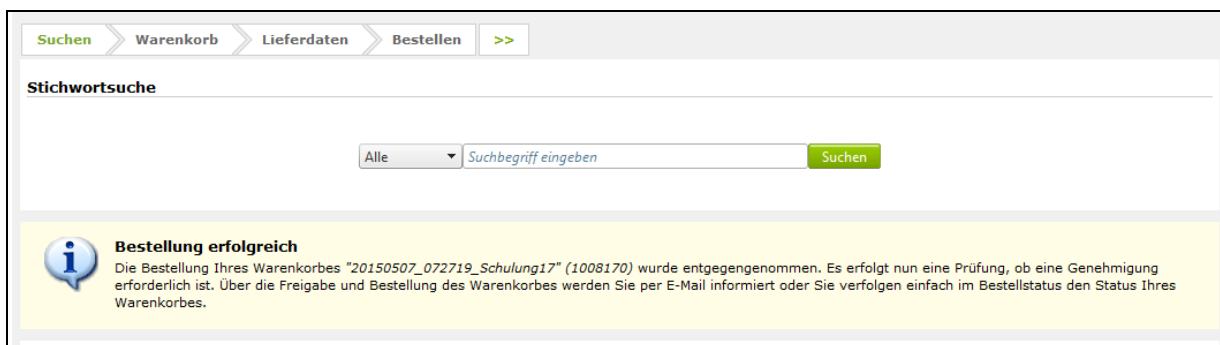 Suchen Warenkorb Lieferdaten Bestellen >>
Stichwortsuche
Alle Suchbegriff eingeben Suchen
Bestellung erfolgreich
Die Bestellung Ihres Warenkorbes "20150507_072719_Schulung17" (1008170) wurde entgegengenommen. Es erfolgt nun eine Prüfung, ob eine Genehmigung
erforderlich ist. Über die Freigabe und Bestellung des Warenkorbes werden Sie per E-Mail informiert oder Sie verfolgen einfach im Bestellstatus den Status Ihres
Warenkorbes.